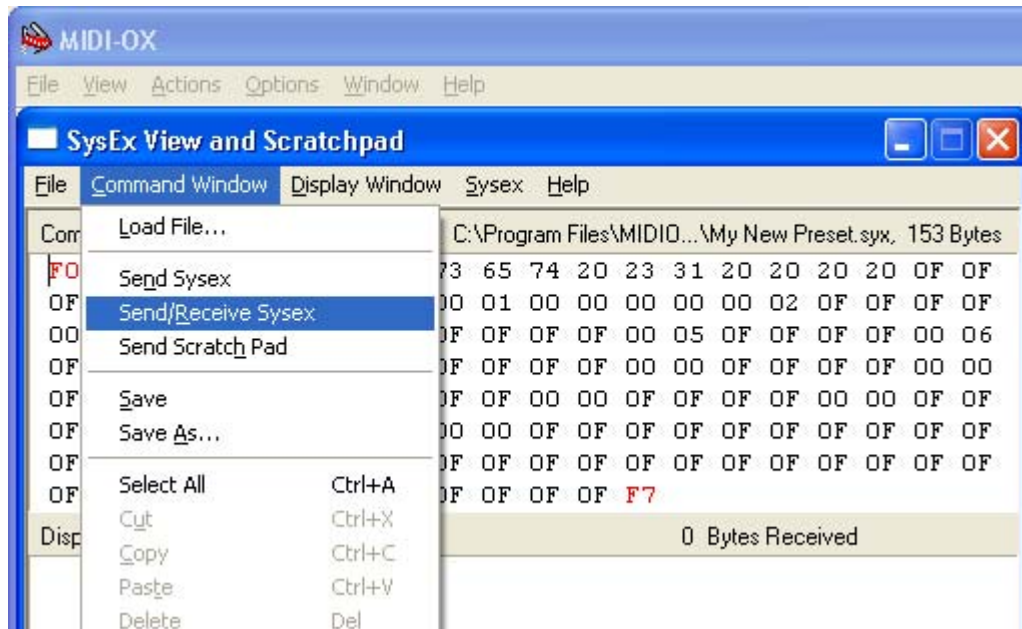 MIDI-OX
File View Actions Options Window Help
SysEx View and Scratchpad
File Command Window Display Window Sysex Help
Com C:\Program Files\MIDIO...\My New Preset.syx, 153 Bytes
Load File...
F0 73 65 74 20 23 31 20 20 20 20 0F 0F
Send Sysex
0F 00 01 00 00 00 00 00 02 0F 0F 0F 0F
Send/Receive Sysex
00 0F 0F 0F 0F 00 05 0F 0F 0F 0F 00 06
Send Scratch Pad
0F 0F 0F 0F 0F 00 00 0F 0F 0F 0F 00 00
Save
0F 0F 0F 00 00 0F 0F 0F 0F 00 00 0F 0F
Save As...
0F 00 00 0F 0F 0F 0F 0F 0F 0F 0F 0F 0F
0F 0F 0F 0F 0F 0F 0F 0F 0F 0F 0F 0F 0F
Select All Ctrl+A
0F 0F 0F 0F 0F F7
Cut Ctrl+X
Disp 0 Bytes Received
Copy Ctrl+C
Paste Ctrl+V
Delete Del